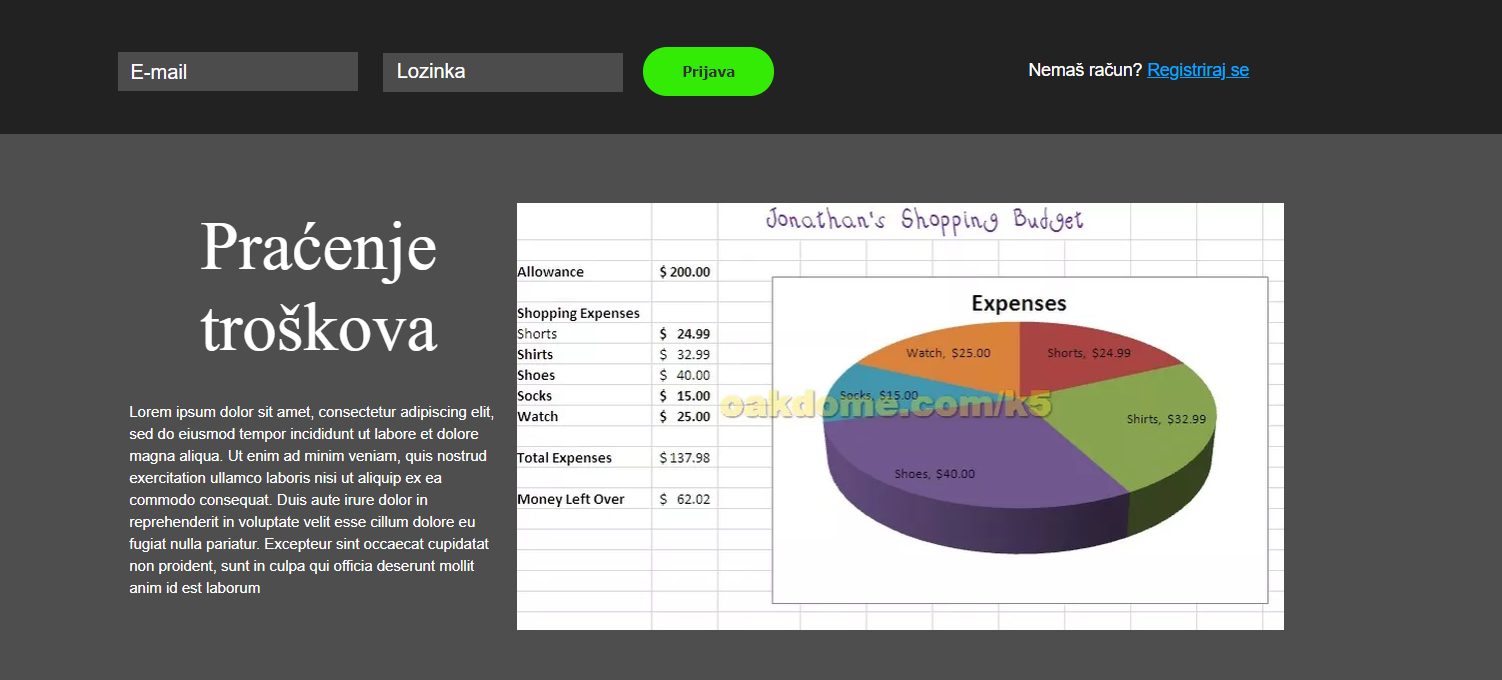 E-mail
Lozinka
Prijava
Nemaš račun? Registriraj se
Praćenje
troškova
Lorem ipsum dolor sit amet, consectetur adipiscing elit,
sed do eiusmod tempor incididunt ut labore et dolore
magna aliqua. Ut enim ad minim veniam, quis nostrud
exercitation ullamco laboris nisi ut aliquip ex ea
commodo consequat. Duis aute irure dolor in
reprehenderit in voluptate velit esse cillum dolore eu
fugiat nulla pariatur. Excepteur sint occaecat cupidatat
non proident, sunt in culpa qui officia deserunt mollit
anim id est laborum
Jonathan's Shopping Budget
Allowance $ 200.00
Shopping Expenses
Shorts $ 24.99
Shirts $ 32.99
Shoes $ 40.00
Socks $ 15.00
Watch $ 25.00
Total Expenses $ 137.98
Money Left Over $ 62.02
Expenses
Watch, $25.00
Shorts, $24.99
Socks, $15.00
Shirts, $32.99
Shoes, $40.00
oakdome.com/k5